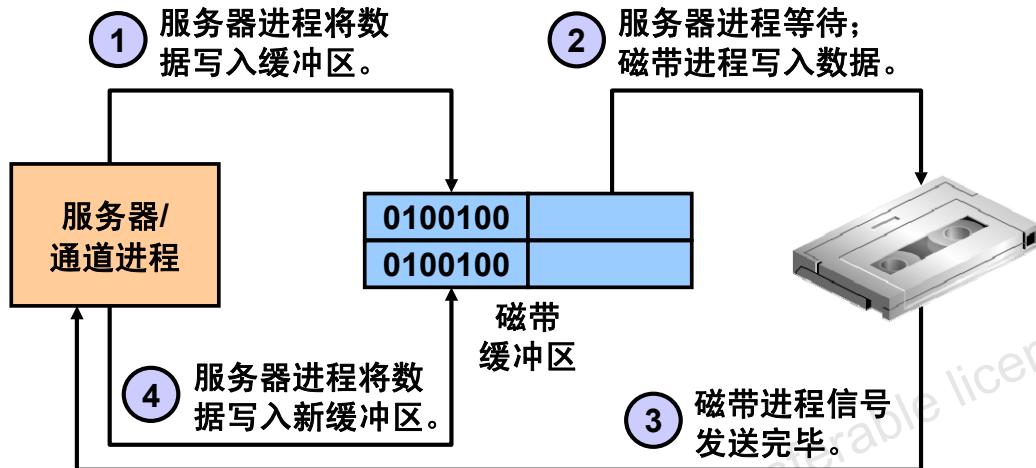 1
服务器进程将数
据写入缓冲区。
2
服务器进程等待；
磁带进程写入数据。
服务器/
通道进程
0100100
0100100
磁带
缓冲区
4
服务器进程将数
据写入新缓冲区。
3
磁带进程信号
发送完毕。